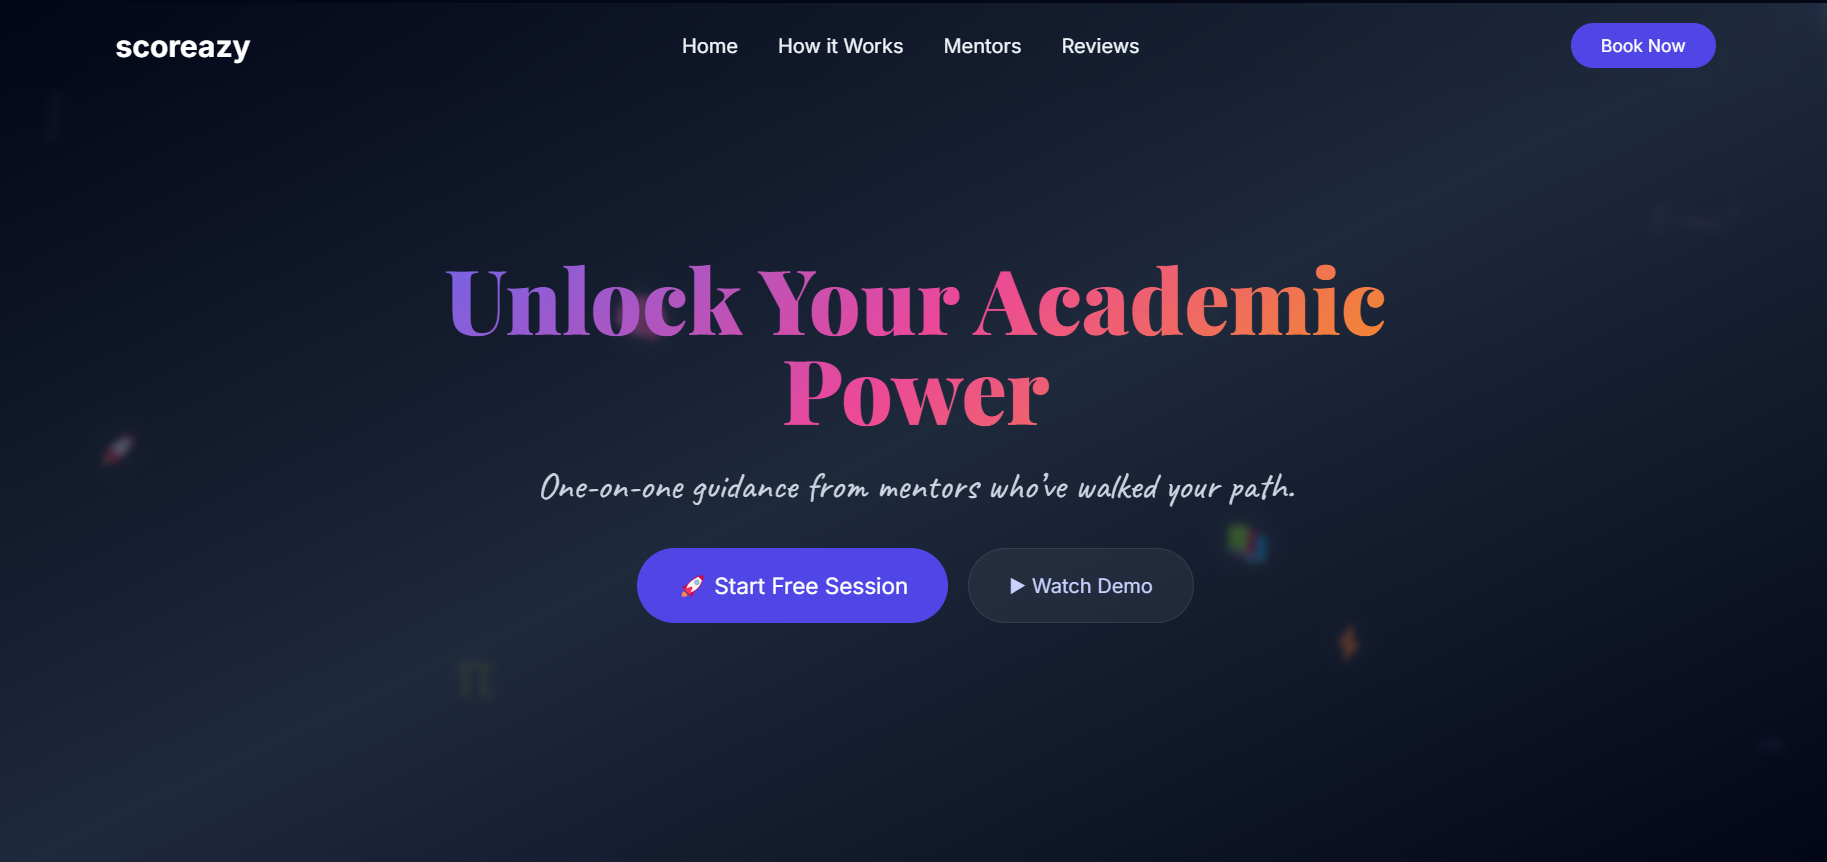 scoreazy
Home
How it Works
Mentors
Reviews
Book Now
Unlock Your Academic
Power
One-on-one guidance from mentors who’ve walked your path.
🚀 Start Free Session
▶ Watch Demo
π